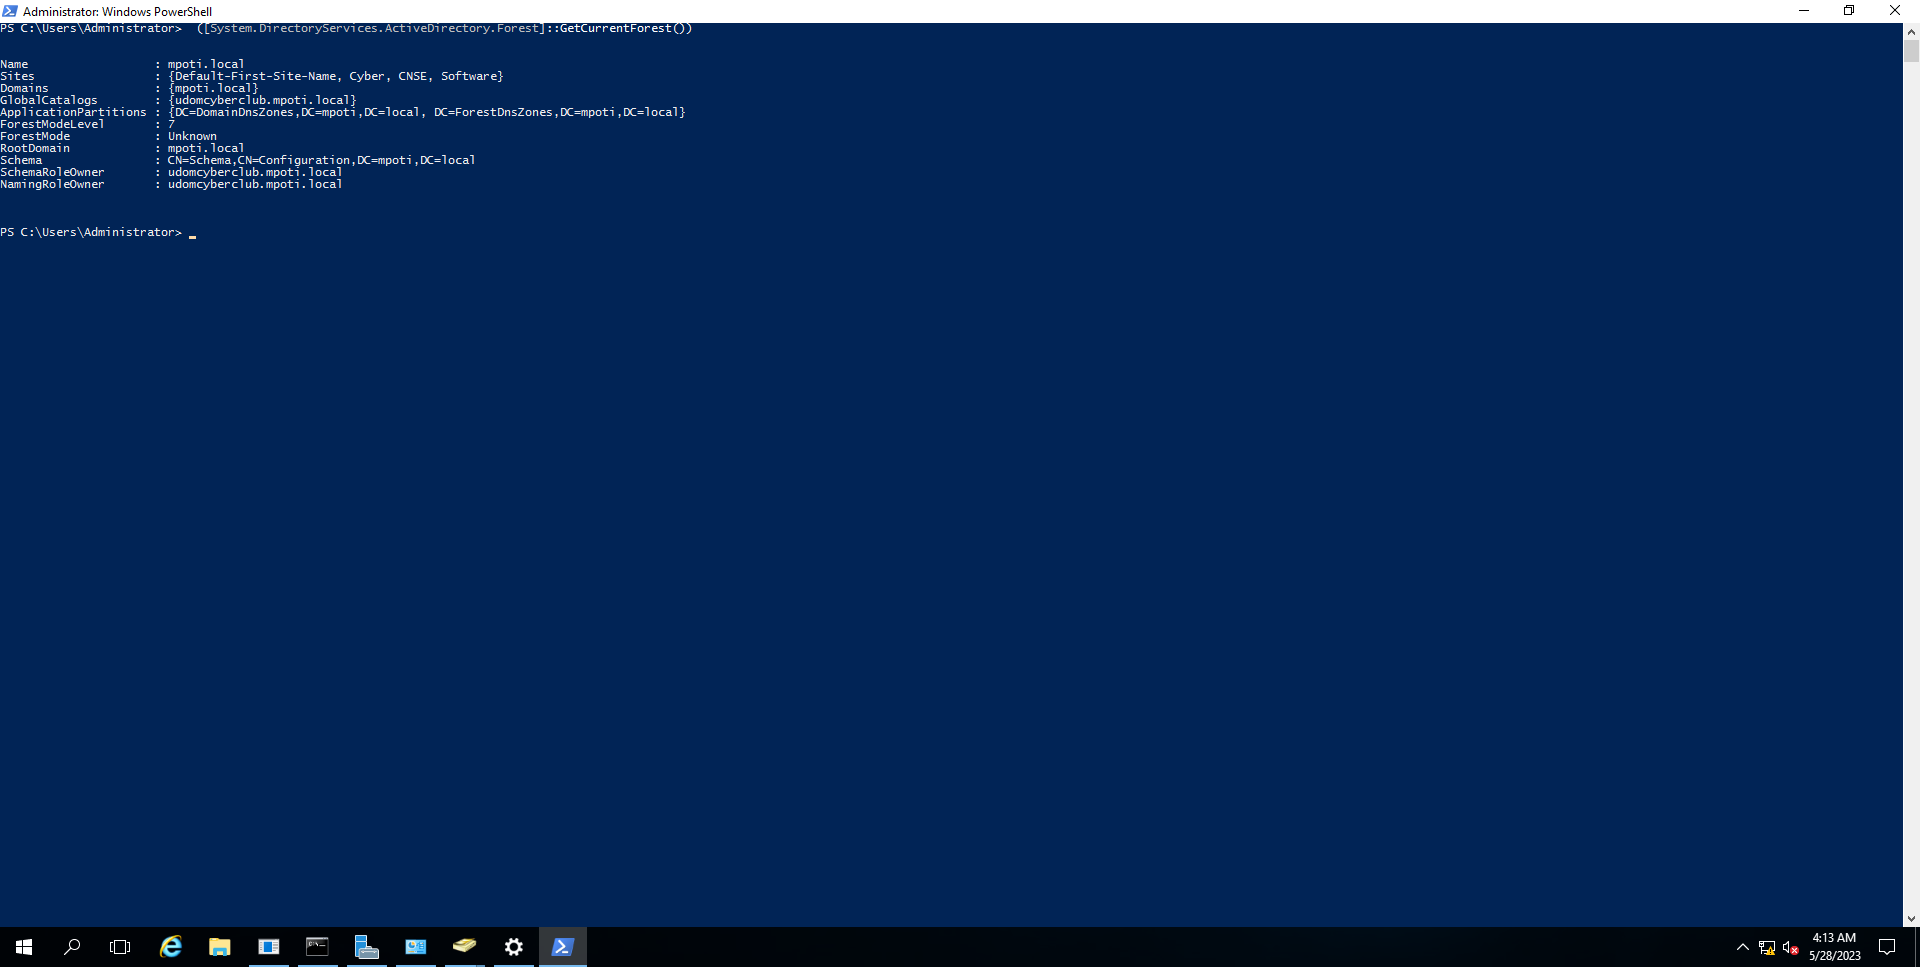 Administrator: Windows PowerShell
PS C:\Users\Administrator>  ([System.DirectoryServices.ActiveDirectory.Forest]::GetCurrentForest())
Name                  : mpoti.local
Sites                 : {Default-First-Site-Name, Cyber, CNSE, Software}
Domains               : {mpoti.local}
GlobalCatalogs        : {udomcyberclub.mpoti.local}
ApplicationPartitions : {DC=DomainDnsZones,DC=mpoti,DC=local, DC=ForestDnsZones,DC=mpoti,DC=local}
ForestModeLevel       : 7
ForestMode            : Unknown
RootDomain            : mpoti.local
Schema                : CN=Schema,CN=Configuration,DC=mpoti,DC=local
SchemaRoleOwner       : udomcyberclub.mpoti.local
NamingRoleOwner       : udomcyberclub.mpoti.local
PS C:\Users\Administrator> _
4:13 AM
5/28/2023